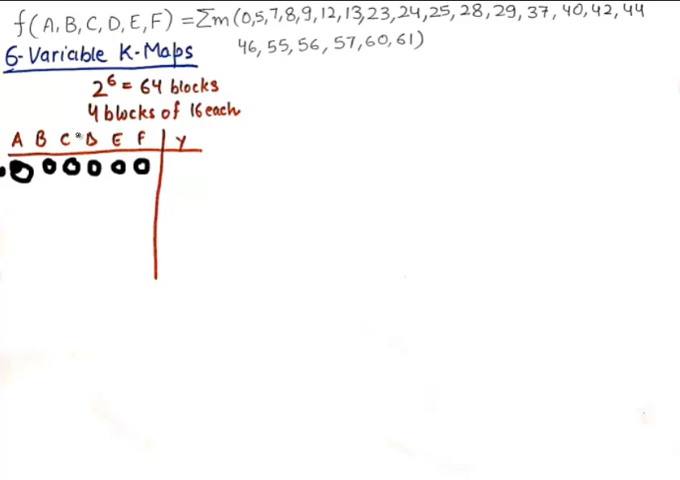 f(A,B,C,D,E,F) = Σm(0,5,7,8,9,12,13,23,24,25,28,29,37,40,42,44
46,55,56,57,60,61)
6-Variable K-Maps
2^6 = 64 blocks
4 blocks of 16 each
A B C D E F | Y
0 0 0 0 0 0